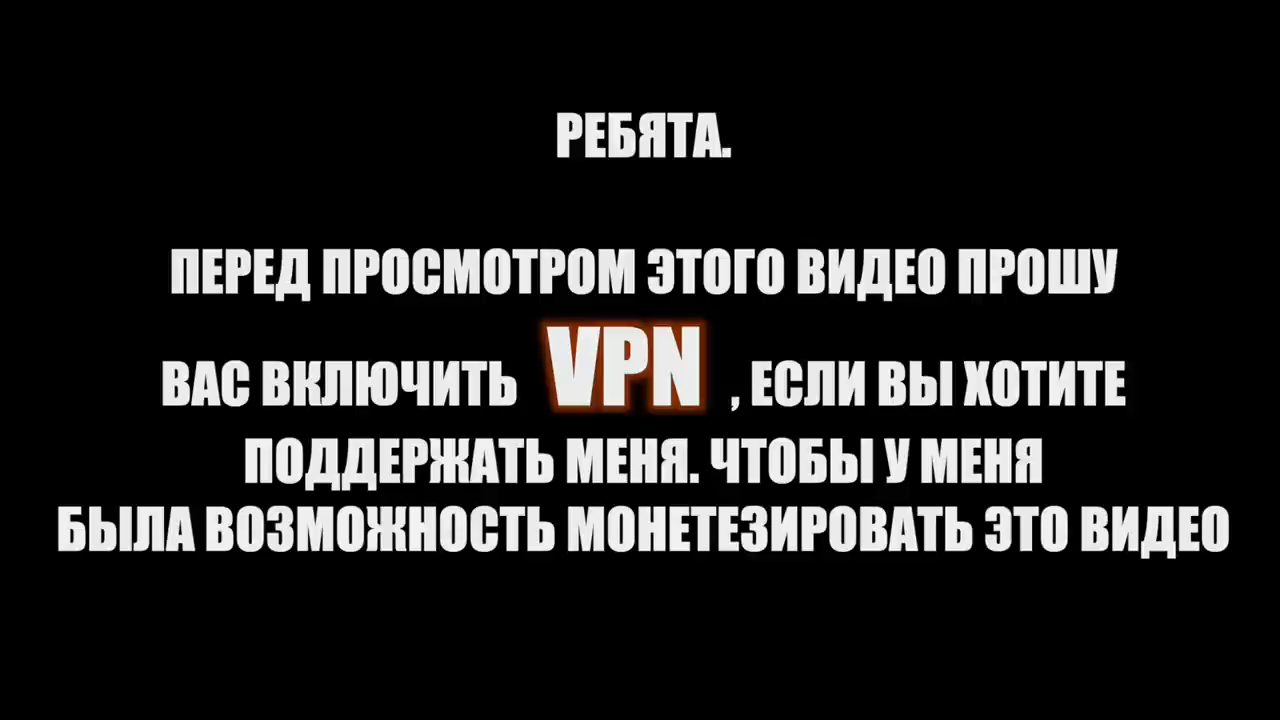 РЕБЯТА.
ПЕРЕД ПРОСМОТРОМ ЭТОГО ВИДЕО ПРОШУ
ВАС ВКЛЮЧИТЬ VPN , ЕСЛИ ВЫ ХОТИТЕ
ПОДДЕРЖАТЬ МЕНЯ. ЧТОБЫ У МЕНЯ
БЫЛА ВОЗМОЖНОСТЬ МОНЕТЕЗИРОВАТЬ ЭТО ВИДЕО